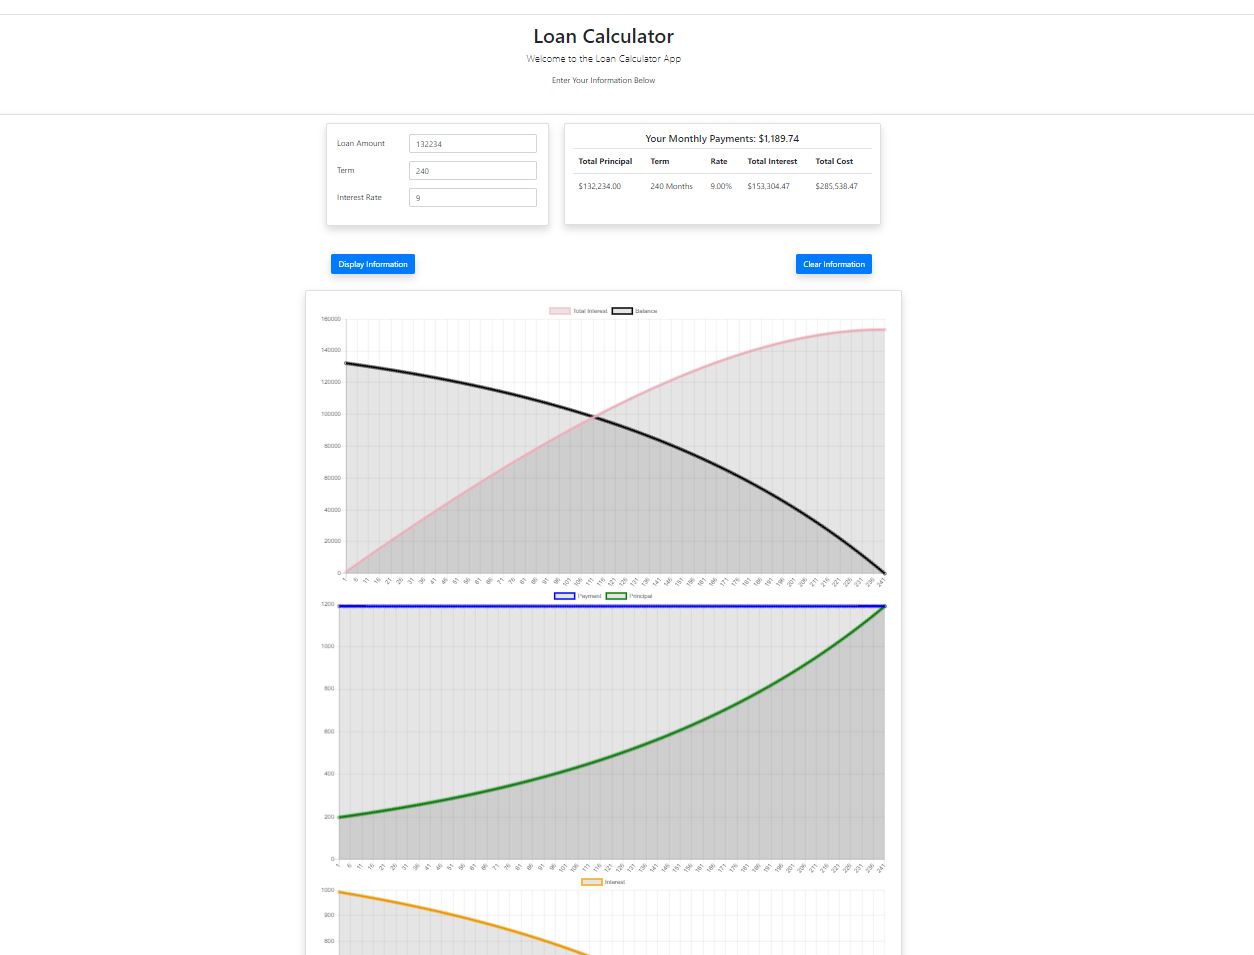 Loan Calculator
Welcome to the Loan Calculator App
Enter Your Information Below
Loan Amount 132234
Term 240
Interest Rate 9
Your Monthly Payments: $1,189.74
Total Principal Term Rate Total Interest Total Cost
$132,234.00 240 Months 9.00% $153,304.47 $285,538.47
Display Information Clear Information
Total Interest Balance
160000
140000
120000
100000
80000
60000
40000
20000
0
1 6 11 16 21 26 31 36 41 46 51 56 61 66 71 76 81 86 91 96 101 106 111 116 121 126 131 136 141 146 151 156 161 166 171 176 181 186 191 196 201 206 211 216 221 226 231 236 241
Payment Principal
1200
1000
800
600
400
200
0
1 6 11 16 21 26 31 36 41 46 51 56 61 66 71 76 81 86 91 96 101 106 111 116 121 126 131 136 141 146 151 156 161 166 171 176 181 186 191 196 201 206 211 216 221 226 231 236 241
Interest
1000
900
800